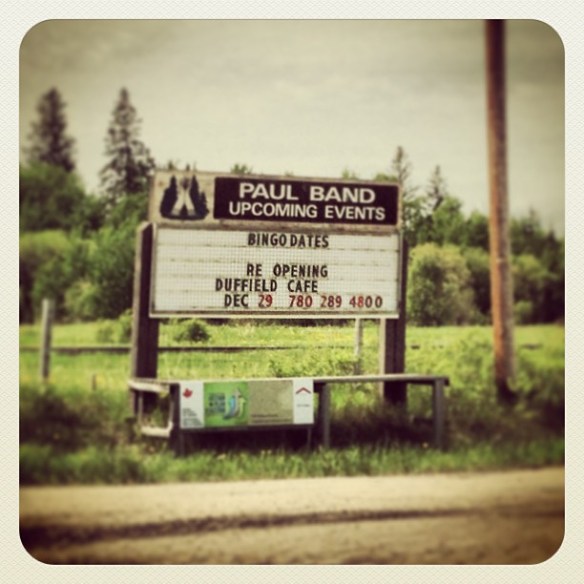 PAUL BAND
UPCOMING EVENTS
BINGO DATES
RE OPENING
DUFFIELD CAFE
DEC 29 780 289 4800